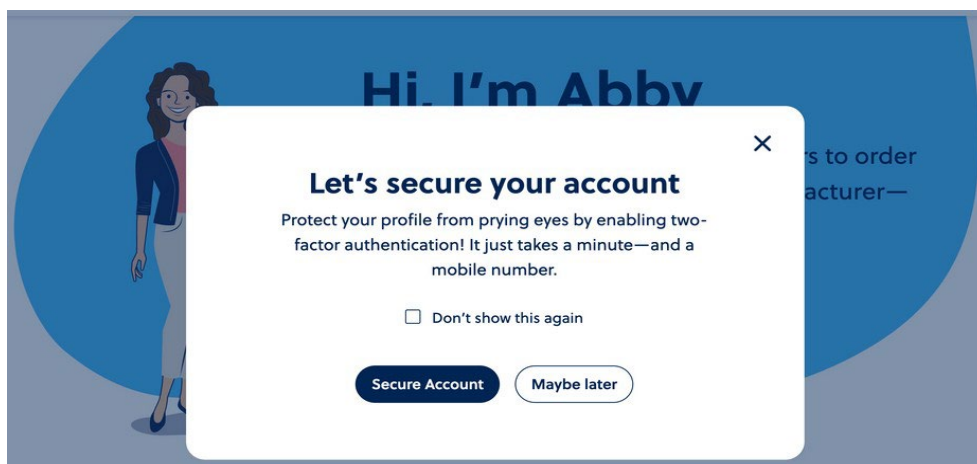 Hi, I'm Abby
rs to order
acturer—
Let's secure your account
Protect your profile from prying eyes by enabling two-
factor authentication! It just takes a minute—and a
mobile number.
Don't show this again
Secure Account
Maybe later